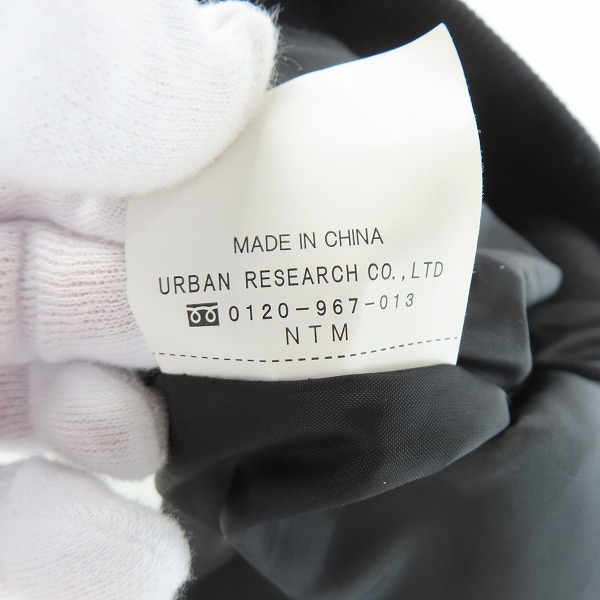 MADE IN CHINA
URBAN RESEARCH CO.,LTD
0120-967-013
NTM